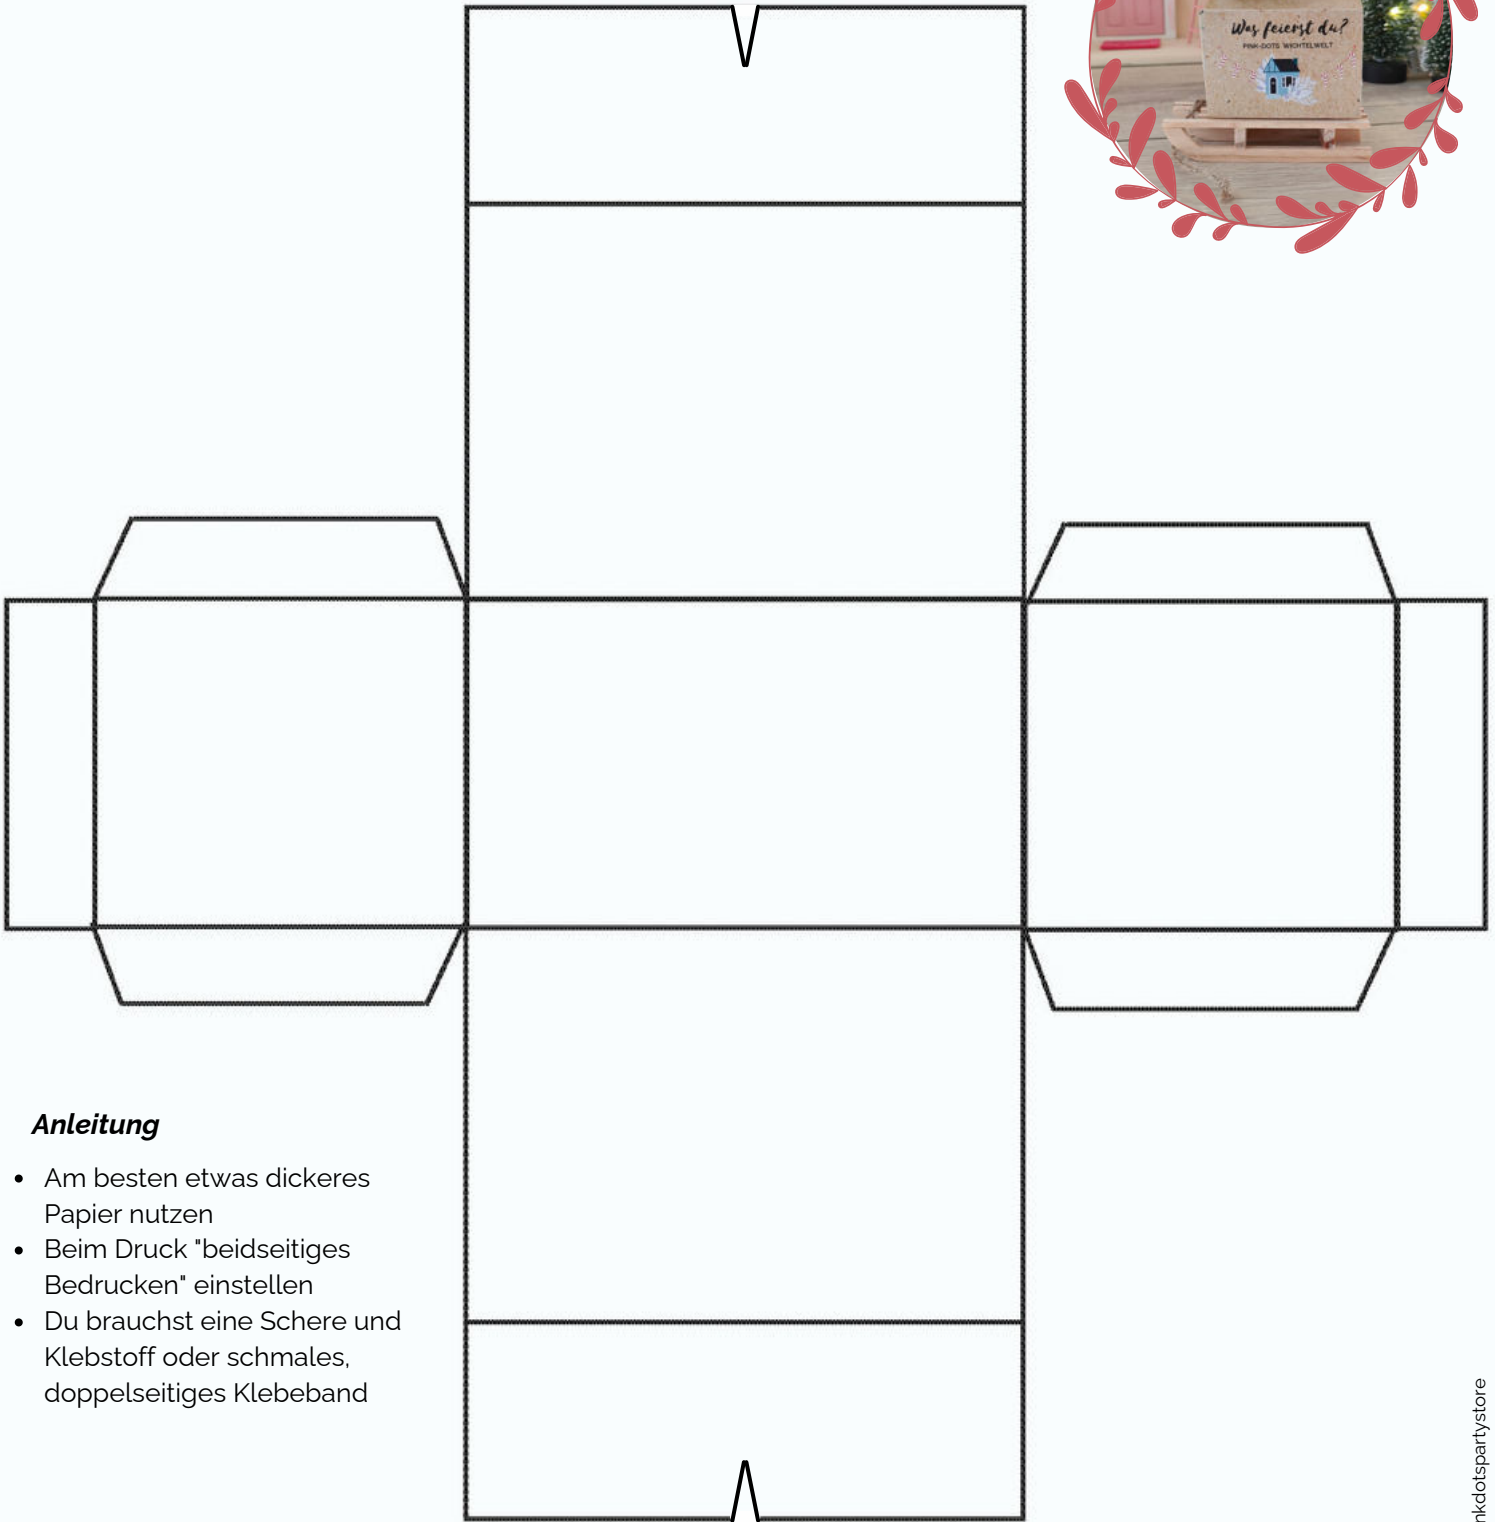 Was feierst du?
PINK-DOTS WICHTELWELT
Anleitung
• Am besten etwas dickeres
Papier nutzen
• Beim Druck "beidseitiges
Bedrucken" einstellen
• Du brauchst eine Schere und
Klebstoff oder schmales,
doppelseitiges Klebeband
nkdotspartystore